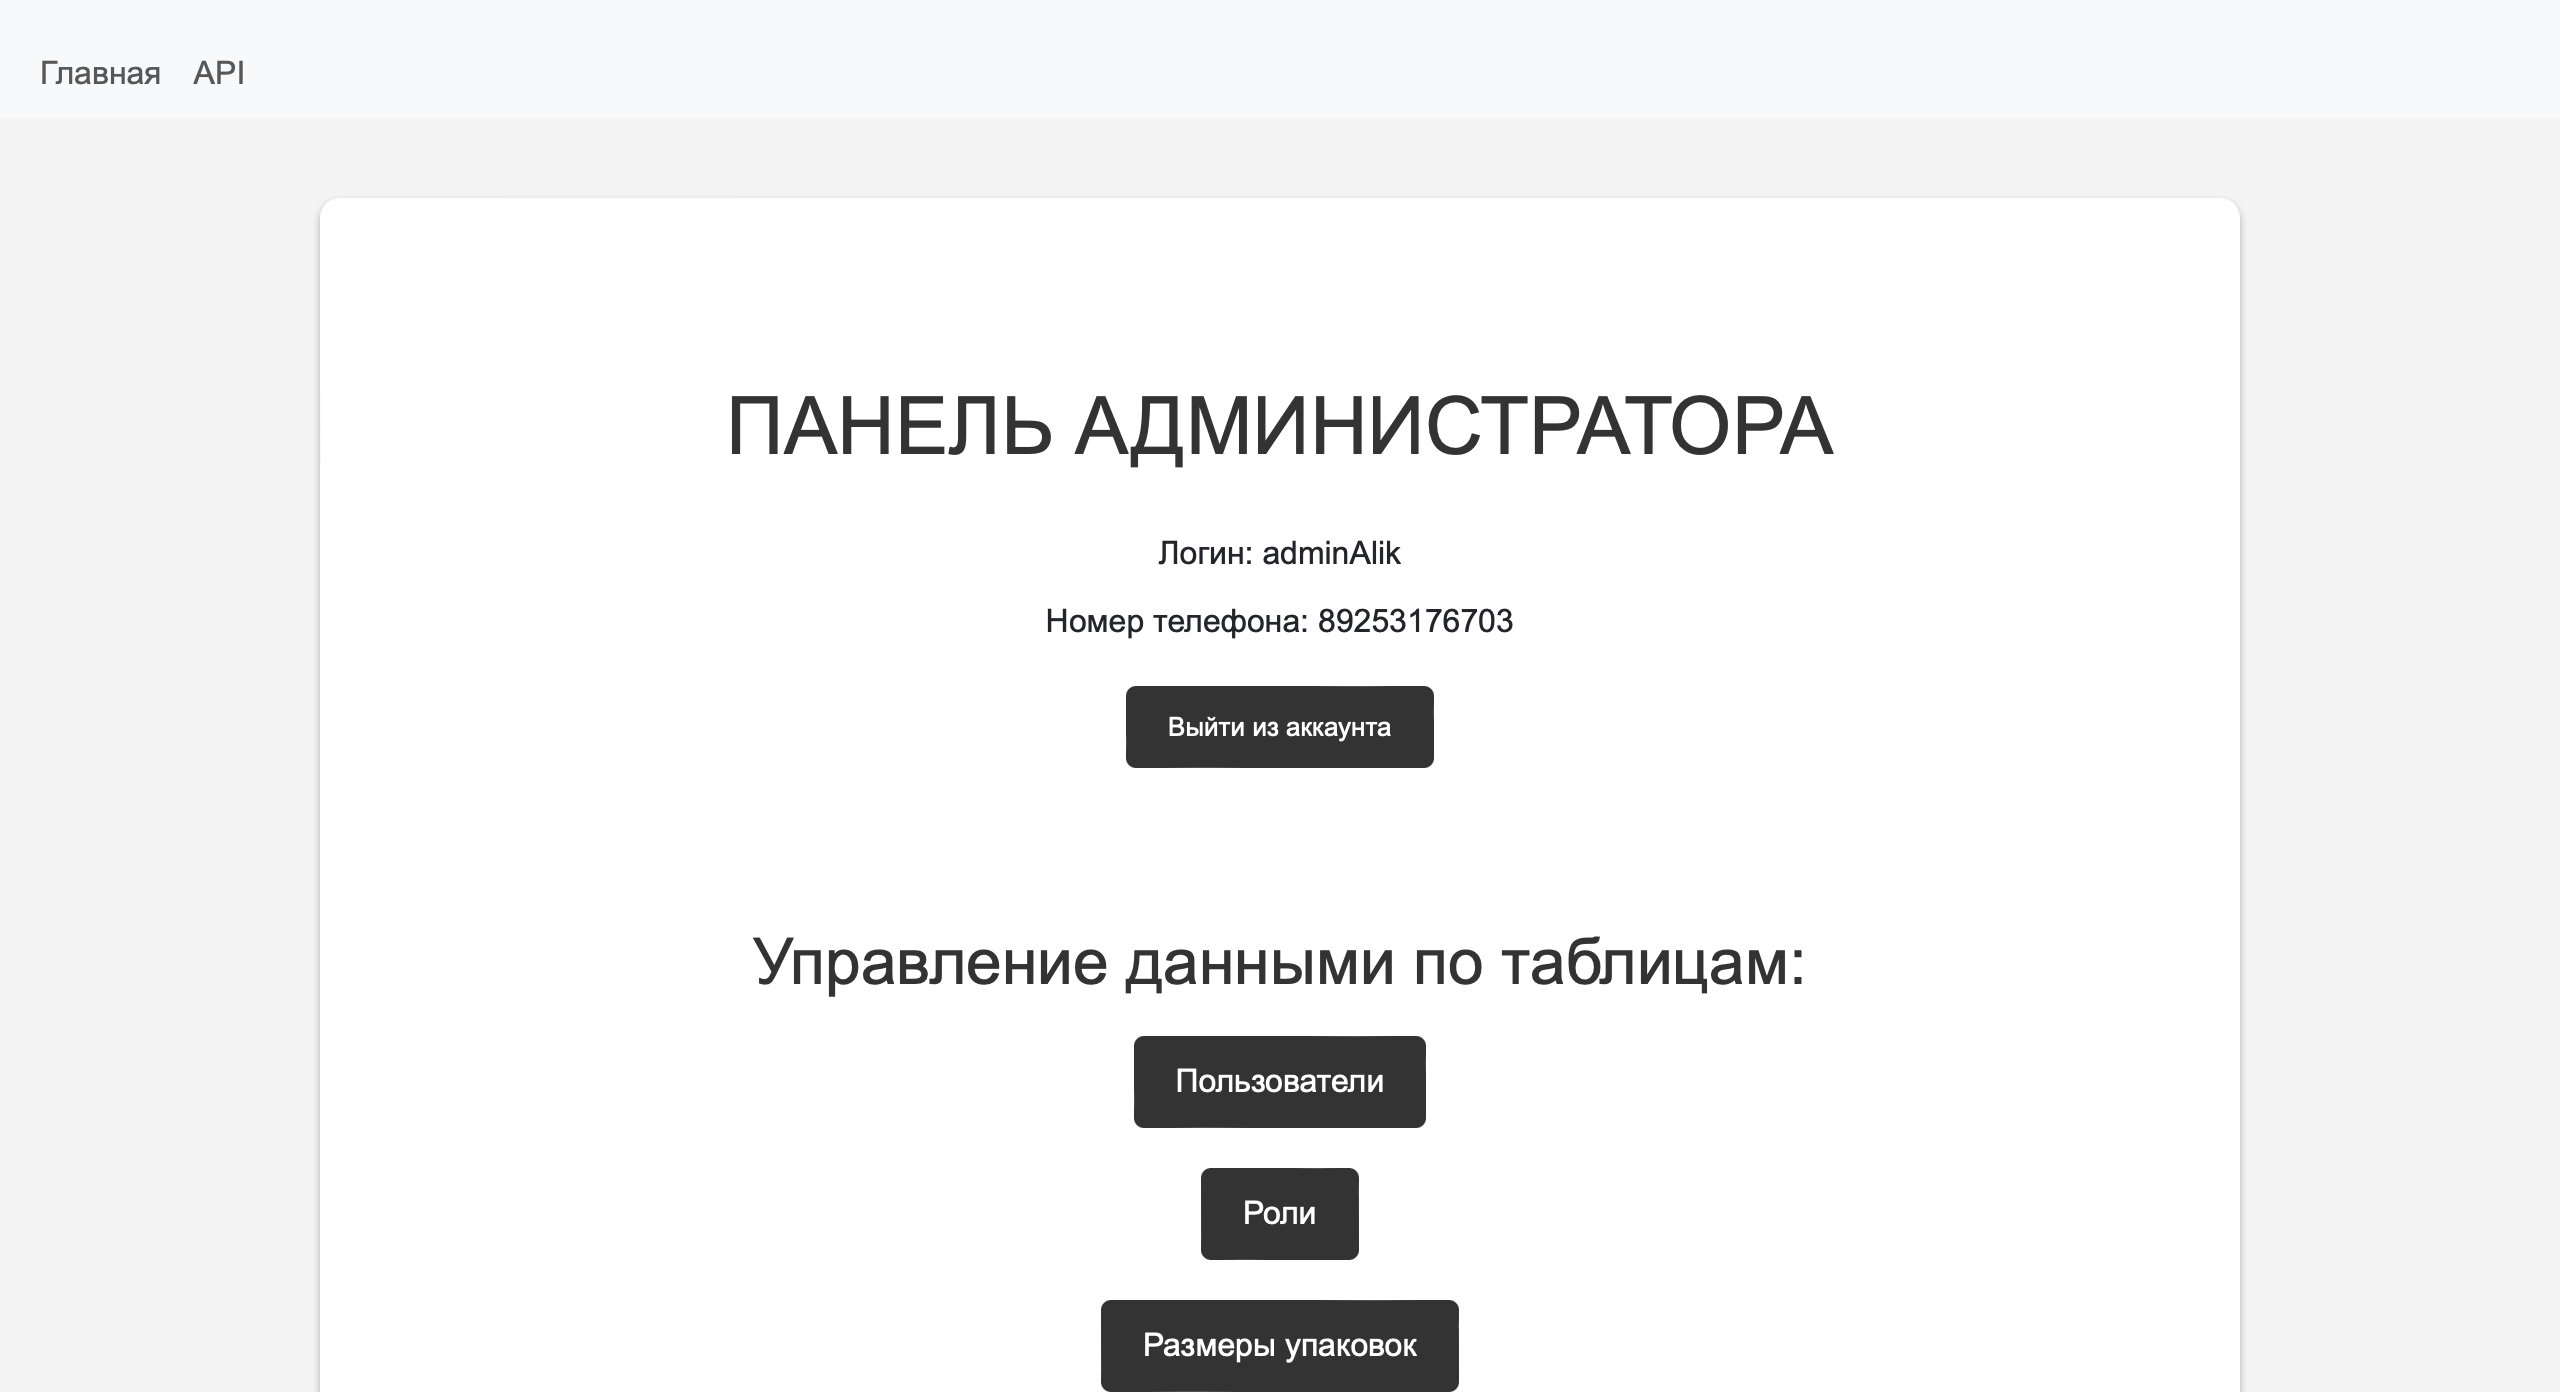 Главная API
ПАНЕЛЬ АДМИНИСТРАТОРА
Логин: adminAlik
Номер телефона: 89253176703
Выйти из аккаунта
Управление данными по таблицам:
Пользователи
Роли
Размеры упаковок